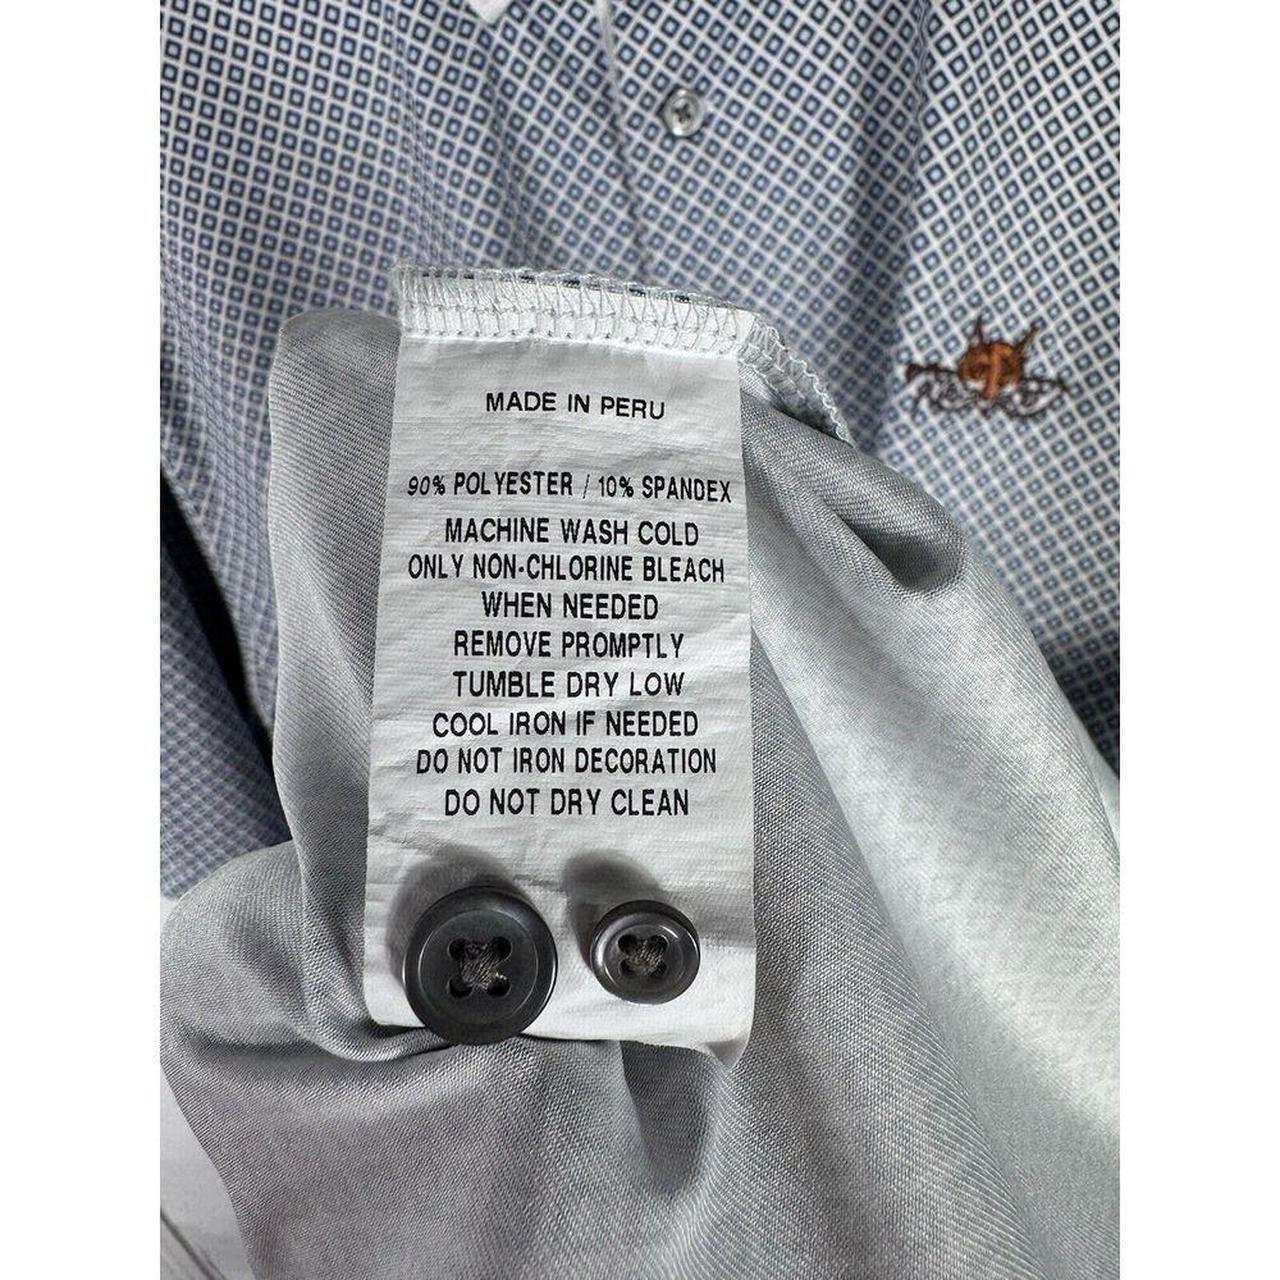 MADE IN PERU
90% POLYESTER / 10% SPANDEX
MACHINE WASH COLD
ONLY NON-CHLORINE BLEACH
WHEN NEEDED
REMOVE PROMPTLY
TUMBLE DRY LOW
COOL IRON IF NEEDED
DO NOT IRON DECORATION
DO NOT DRY CLEAN